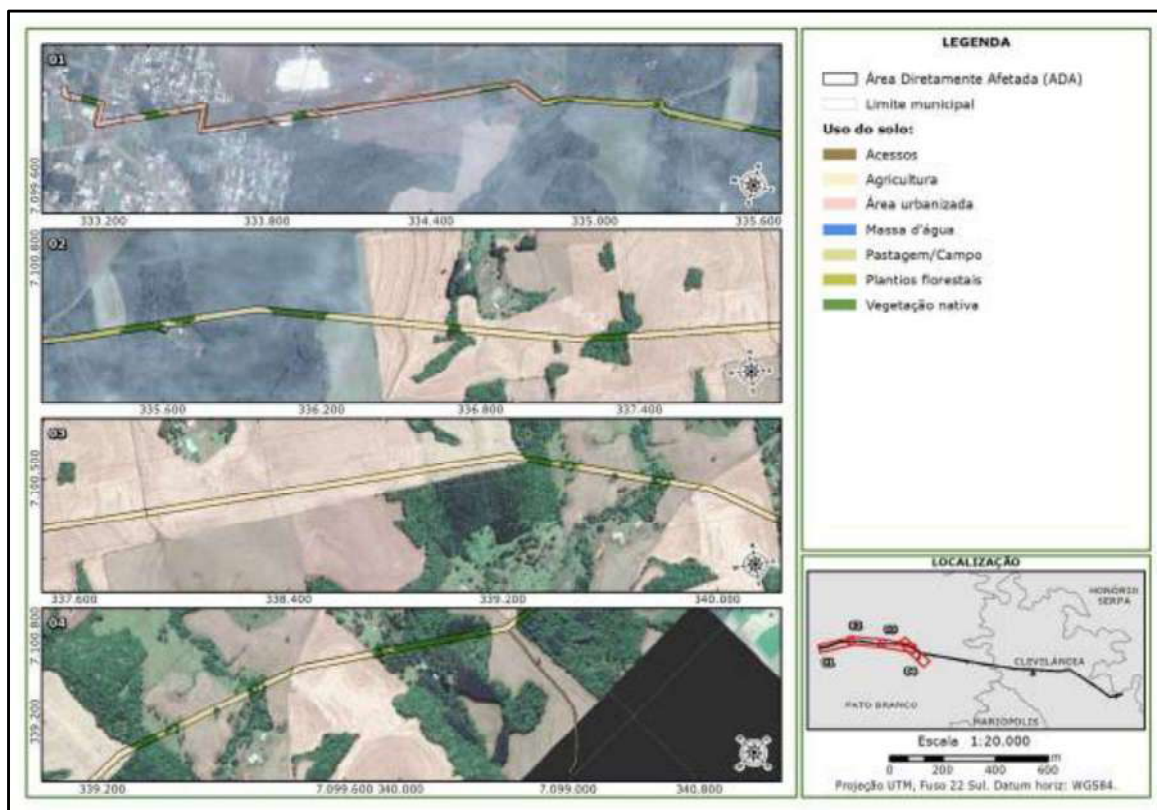 01
7.099.600
333.200 333.800 334.400 335.000 335.600
02
7.100.800
335.600 336.200 336.800 337.400
03
7.100.500
337.600 338.400 339.200 340.000
04
7.100.800
339.200
339.200 7.099.600 340.000 7.099.000 340.800
LEGENDA
Área Diretamente Afetada (ADA)
Limite municipal
Uso do solo:
Acessos
Agricultura
Área urbanizada
Massa d'água
Pastagem/Campo
Plantios florestais
Vegetação nativa
LOCALIZAÇÃO
HONÓRIO
SERPA
02
03
01
04
CLEVELÂNDIA
PATO BRANCO
MARIÓPOLIS
Escala 1:20.000
0 200 400 600 m
Projeção UTM, Fuso 22 Sul. Datum horiz: WGS84.